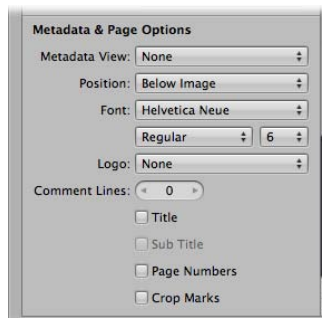 Metadata & Page Options
Metadata View: None
Position: Below Image
Font: Helvetica Neue
Regular 6
Logo: None
Comment Lines: 0
Title
Sub Title
Page Numbers
Crop Marks